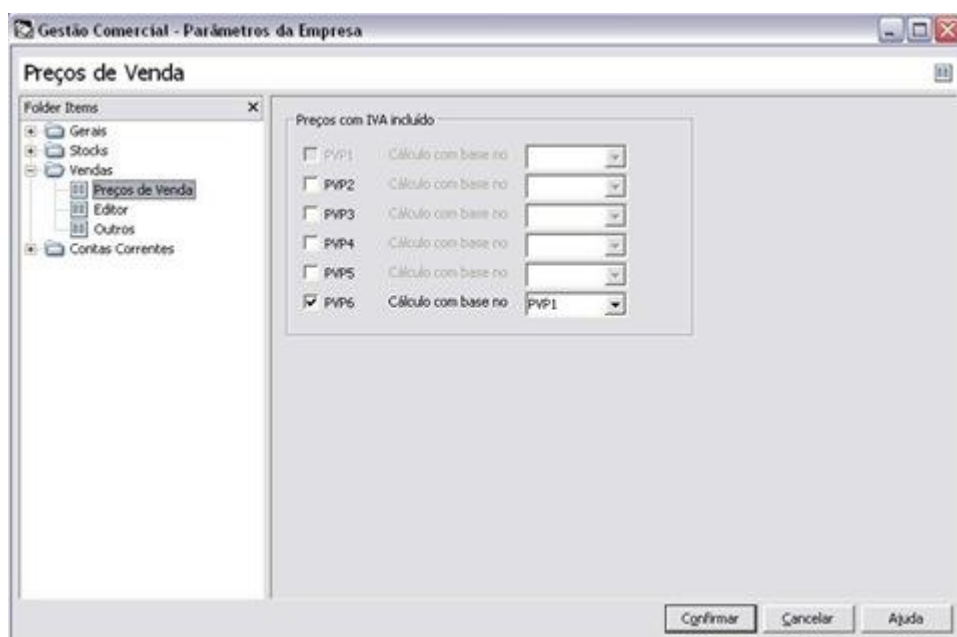 Gestão Comercial - Parâmetros da Empresa
Preços de Venda
Folder Items
Gerais
Stocks
Vendas
Preços de Venda
Editor
Outros
Contas Correntes
Preços com IVA incluído
PVP1 Cálculo com base no
PVP2 Cálculo com base no
PVP3 Cálculo com base no
PVP4 Cálculo com base no
PVP5 Cálculo com base no
PVP6 Cálculo com base no PVP1
Confirmar Cancelar Ajuda